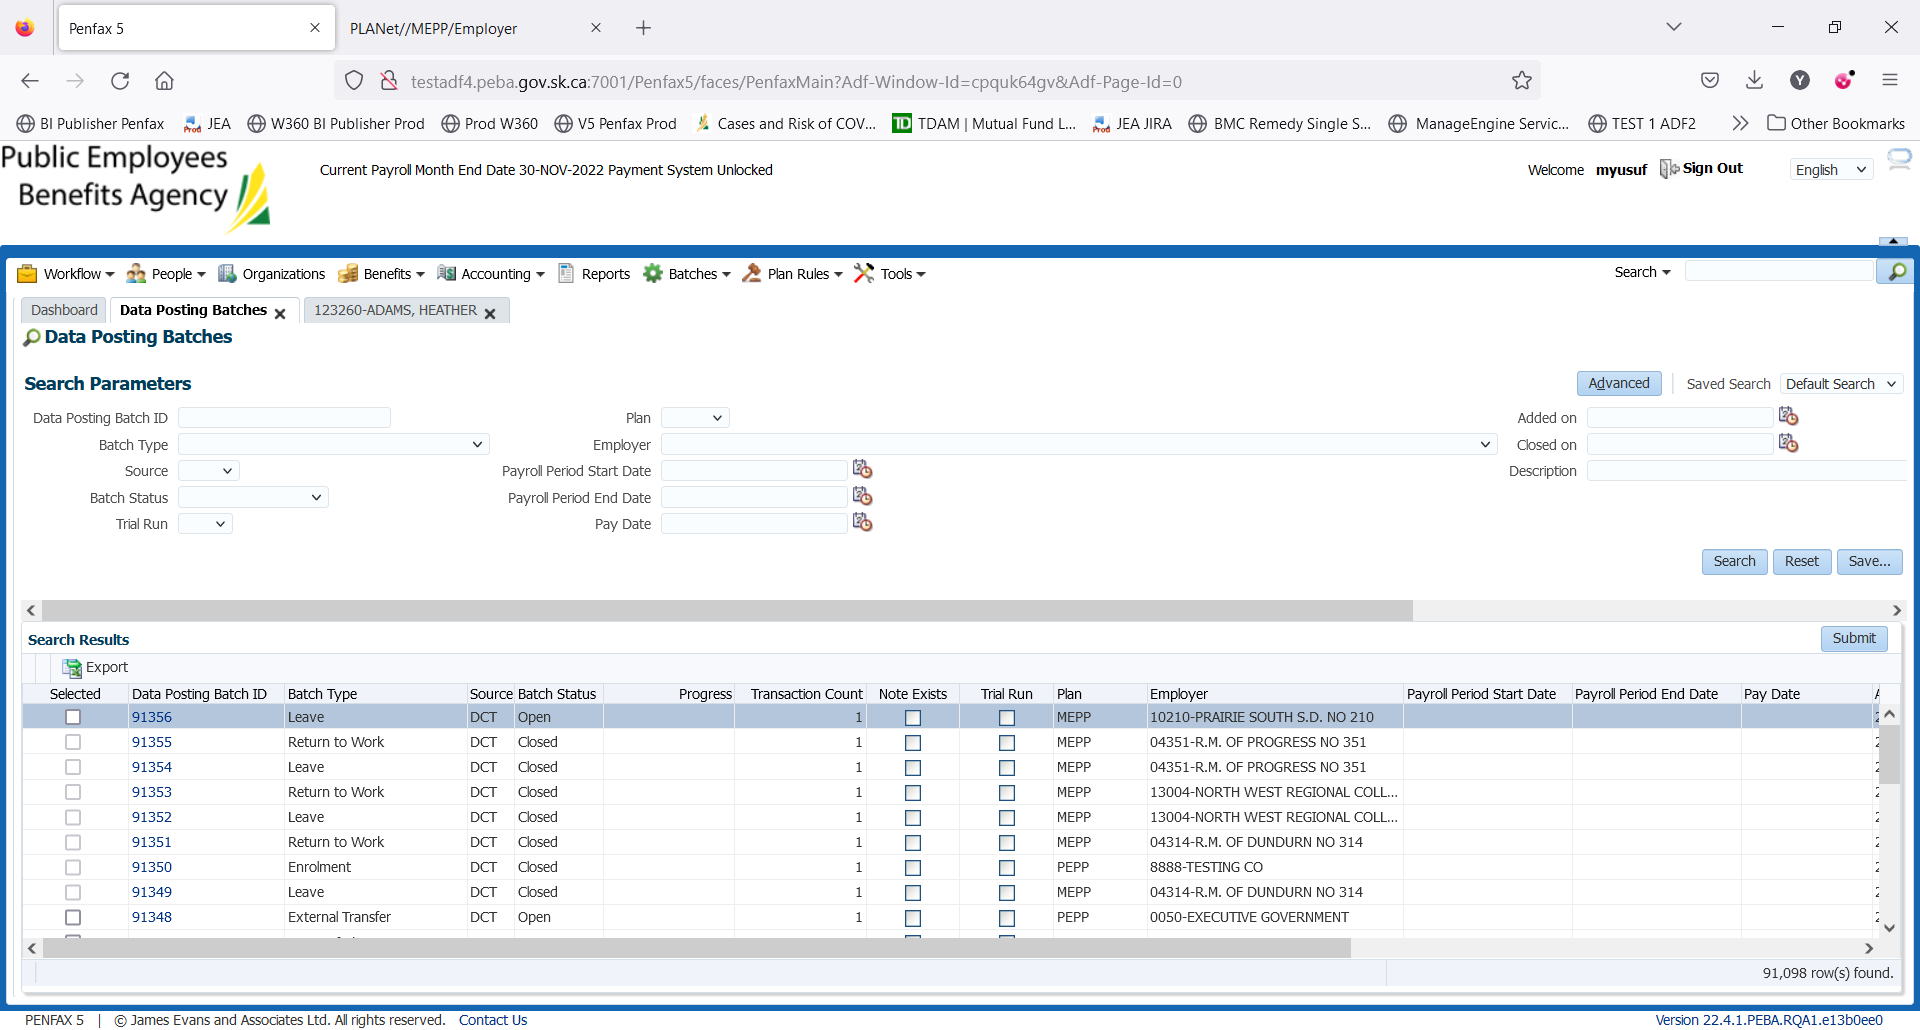 Penfax 5
PLANet//MEPP/Employer
testadf4.peba.gov.sk.ca:7001/Penfax5/faces/PenfaxMain?Adf-Window-Id=cpquk64gv&Adf-Page-Id=0
Y
BI Publisher Penfax
Prod JEA
W360 BI Publisher Prod
Prod W360
V5 Penfax Prod
Cases and Risk of COV...
TD TDAM | Mutual Fund L...
Prod JEA JIRA
BMC Remedy Single S...
ManageEngine Servic...
TEST 1 ADF2
Other Bookmarks
Public Employees
Benefits Agency
Current Payroll Month End Date 30-NOV-2022 Payment System Unlocked
Welcome myusuf
Sign Out
English
Workflow
People
Organizations
Benefits
Accounting
Reports
Batches
Plan Rules
Tools
Search
Dashboard
Data Posting Batches
123260-ADAMS, HEATHER
Data Posting Batches
Search Parameters
Advanced
Saved Search
Default Search
Data Posting Batch ID
Plan
Added on
Batch Type
Employer
Closed on
Source
Payroll Period Start Date
Description
Batch Status
Payroll Period End Date
Trial Run
Pay Date
Search
Reset
Save...
Search Results
Submit
Export
Selected Data Posting Batch ID Batch Type Source Batch Status Progress Transaction Count Note Exists Trial Run Plan Employer Payroll Period Start Date Payroll Period End Date Pay Date
91356 Leave DCT Open 1 MEPP 10210-PRAIRIE SOUTH S.D. NO 210
91355 Return to Work DCT Closed 1 MEPP 04351-R.M. OF PROGRESS NO 351
91354 Leave DCT Closed 1 MEPP 04351-R.M. OF PROGRESS NO 351
91353 Return to Work DCT Closed 1 MEPP 13004-NORTH WEST REGIONAL COLL...
91352 Leave DCT Closed 1 MEPP 13004-NORTH WEST REGIONAL COLL...
91351 Return to Work DCT Closed 1 MEPP 04314-R.M. OF DUNDURN NO 314
91350 Enrolment DCT Closed 1 PEPP 8888-TESTING CO
91349 Leave DCT Closed 1 MEPP 04314-R.M. OF DUNDURN NO 314
91348 External Transfer DCT Open 1 PEPP 0050-EXECUTIVE GOVERNMENT
91,098 row(s) found.
PENFAX 5 | © James Evans and Associates Ltd. All rights reserved. Contact Us
Version 22.4.1.PEBA.RQA1.e13b0ee0